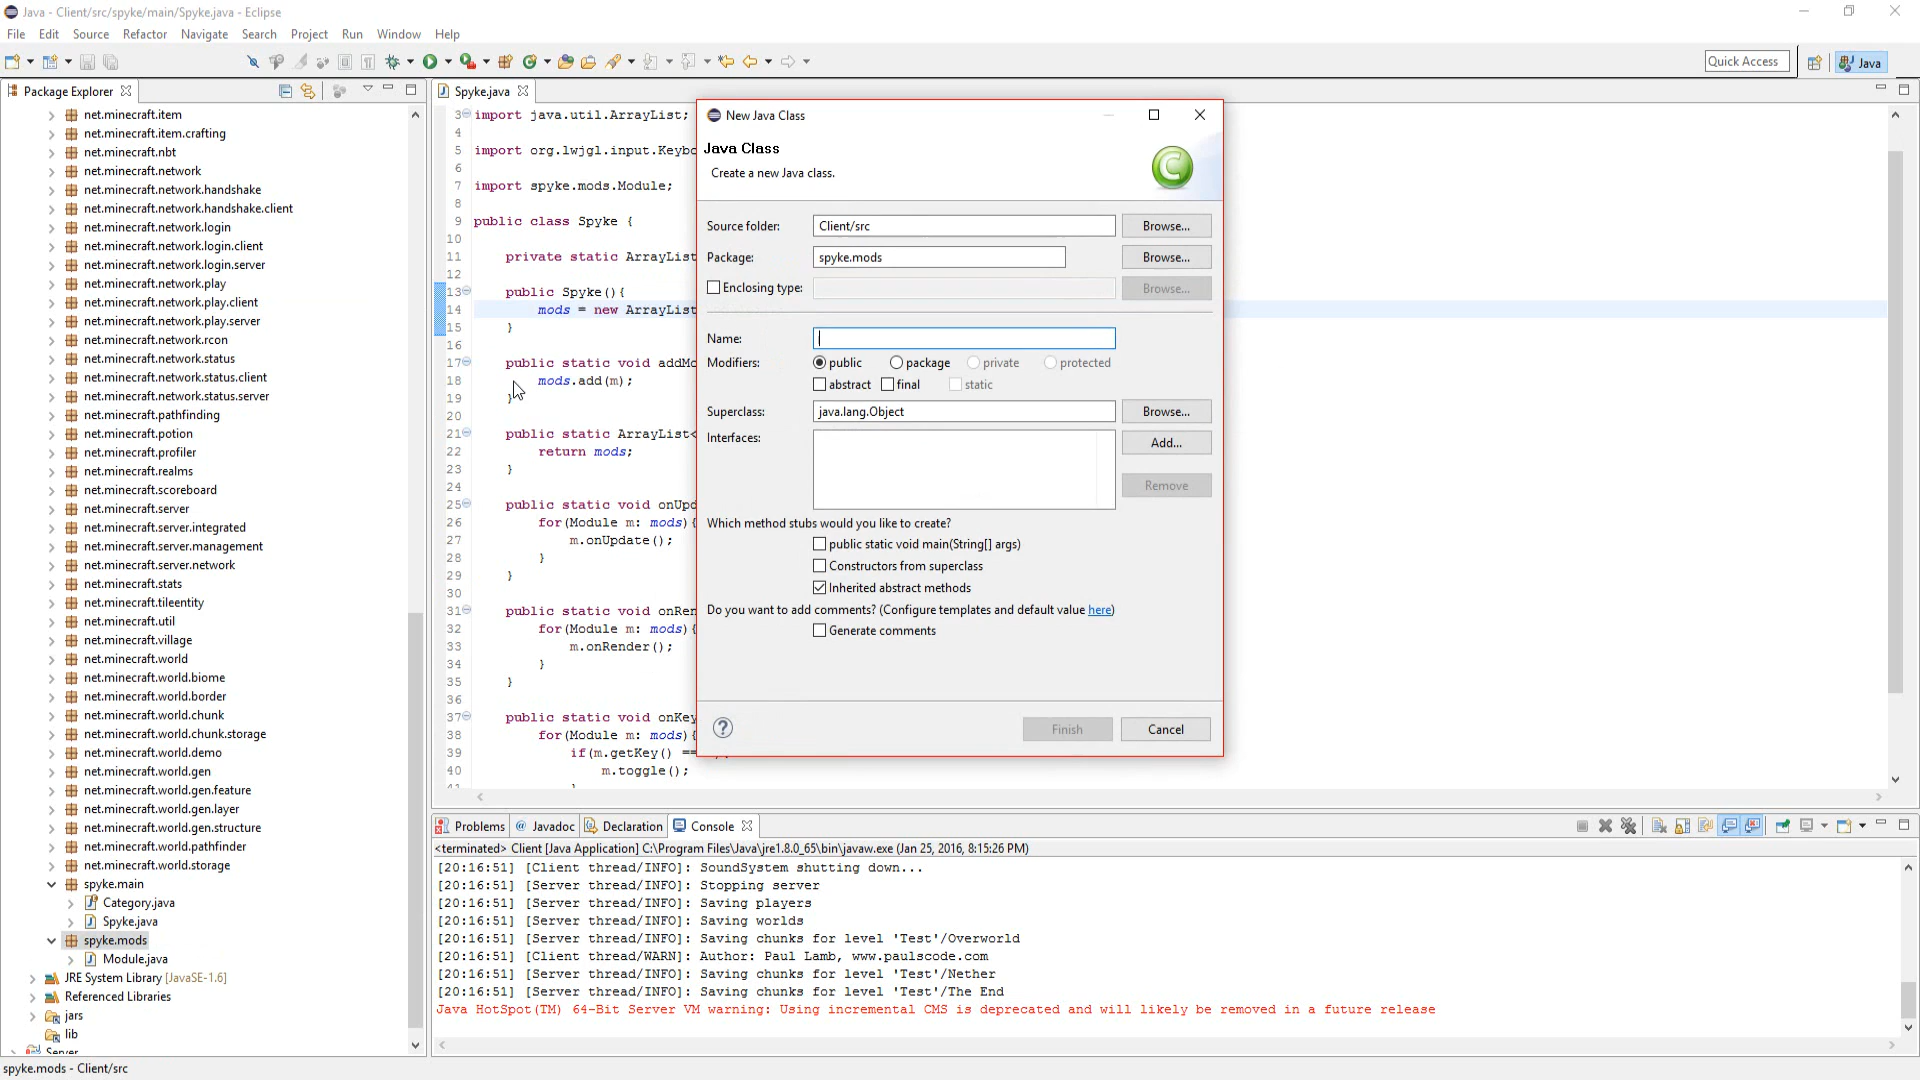 Java - Client/src/spyke/main/Spyke.java - Eclipse
File Edit Source Refactor Navigate Search Project Run Window Help
Quick Access
Java
Package Explorer
net.minecraft.item
net.minecraft.item.crafting
net.minecraft.nbt
net.minecraft.network
net.minecraft.network.handshake
net.minecraft.network.handshake.client
net.minecraft.network.login
net.minecraft.network.login.client
net.minecraft.network.login.server
net.minecraft.network.play
net.minecraft.network.play.client
net.minecraft.network.play.server
net.minecraft.network.rcon
net.minecraft.network.status
net.minecraft.network.status.client
net.minecraft.network.status.server
net.minecraft.pathfinding
net.minecraft.potion
net.minecraft.profiler
net.minecraft.realms
net.minecraft.scoreboard
net.minecraft.server
net.minecraft.server.integrated
net.minecraft.server.management
net.minecraft.server.network
net.minecraft.stats
net.minecraft.tileentity
net.minecraft.util
net.minecraft.village
net.minecraft.world
net.minecraft.world.biome
net.minecraft.world.border
net.minecraft.world.chunk
net.minecraft.world.chunk.storage
net.minecraft.world.demo
net.minecraft.world.gen
net.minecraft.world.gen.feature
net.minecraft.world.gen.layer
net.minecraft.world.gen.structure
net.minecraft.world.pathfinder
net.minecraft.world.storage
spyke.main
Category.java
Spyke.java
spyke.mods
Module.java
JRE System Library [JavaSE-1.6]
Referenced Libraries
jars
lib
Server
spyke.mods - Client/src
Spyke.java
3 import java.util.ArrayList;
4
5 import org.lwjgl.input.Keybo
6
7 import spyke.mods.Module;
8
9 public class Spyke {
10
11 private static ArrayList
12
13 public Spyke(){
14 mods = new ArrayList
15 }
16
17 public static void addMo
18 mods.add(m);
19 }
20
21 public static ArrayList<
22 return mods;
23 }
24
25 public static void onUpd
26 for(Module m: mods){
27 m.onUpdate();
28 }
29 }
30
31 public static void onRen
32 for(Module m: mods){
33 m.onRender();
34 }
35 }
36
37 public static void onKey
38 for(Module m: mods){
39 if(m.getKey() ==
40 m.toggle();
41 }
New Java Class
Java Class
Create a new Java class.
C
Source folder: Client/src Browse...
Package: spyke.mods Browse...
Enclosing type: Browse...
Name:
Modifiers: public package private protected
abstract final static
Superclass: java.lang.Object Browse...
Interfaces: Add...
Remove
Which method stubs would you like to create?
public static void main(String[] args)
Constructors from superclass
Inherited abstract methods
Do you want to add comments? (Configure templates and default value here)
Generate comments
? Finish Cancel
Problems @ Javadoc Declaration Console
<terminated> Client [Java Application] C:\Program Files\Java\jre1.8.0_65\bin\javaw.exe (Jan 25, 2016, 8:15:26 PM)
[20:16:51] [Client thread/INFO]: SoundSystem shutting down...
[20:16:51] [Server thread/INFO]: Stopping server
[20:16:51] [Server thread/INFO]: Saving players
[20:16:51] [Server thread/INFO]: Saving worlds
[20:16:51] [Server thread/INFO]: Saving chunks for level 'Test'/Overworld
[20:16:51] [Client thread/WARN]: Author: Paul Lamb, www.paulscode.com
[20:16:51] [Server thread/INFO]: Saving chunks for level 'Test'/Nether
[20:16:51] [Server thread/INFO]: Saving chunks for level 'Test'/The End
Java HotSpot(TM) 64-Bit Server VM warning: Using incremental CMS is deprecated and will likely be removed in a future release